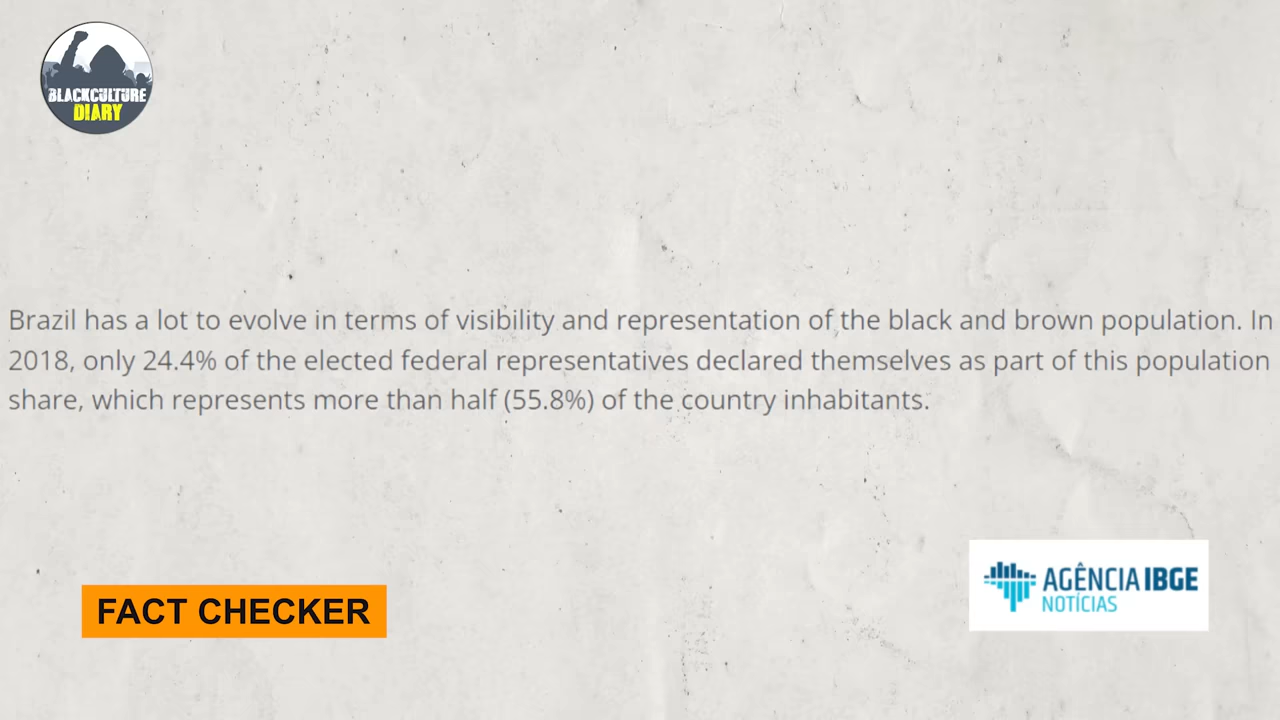 BLACKCULTURE
DIARY
Brazil has a lot to evolve in terms of visibility and representation of the black and brown population. In
2018, only 24.4% of the elected federal representatives declared themselves as part of this population
share, which represents more than half (55.8%) of the country inhabitants.
FACT CHECKER
AGÊNCIA IBGE
NOTÍCIAS